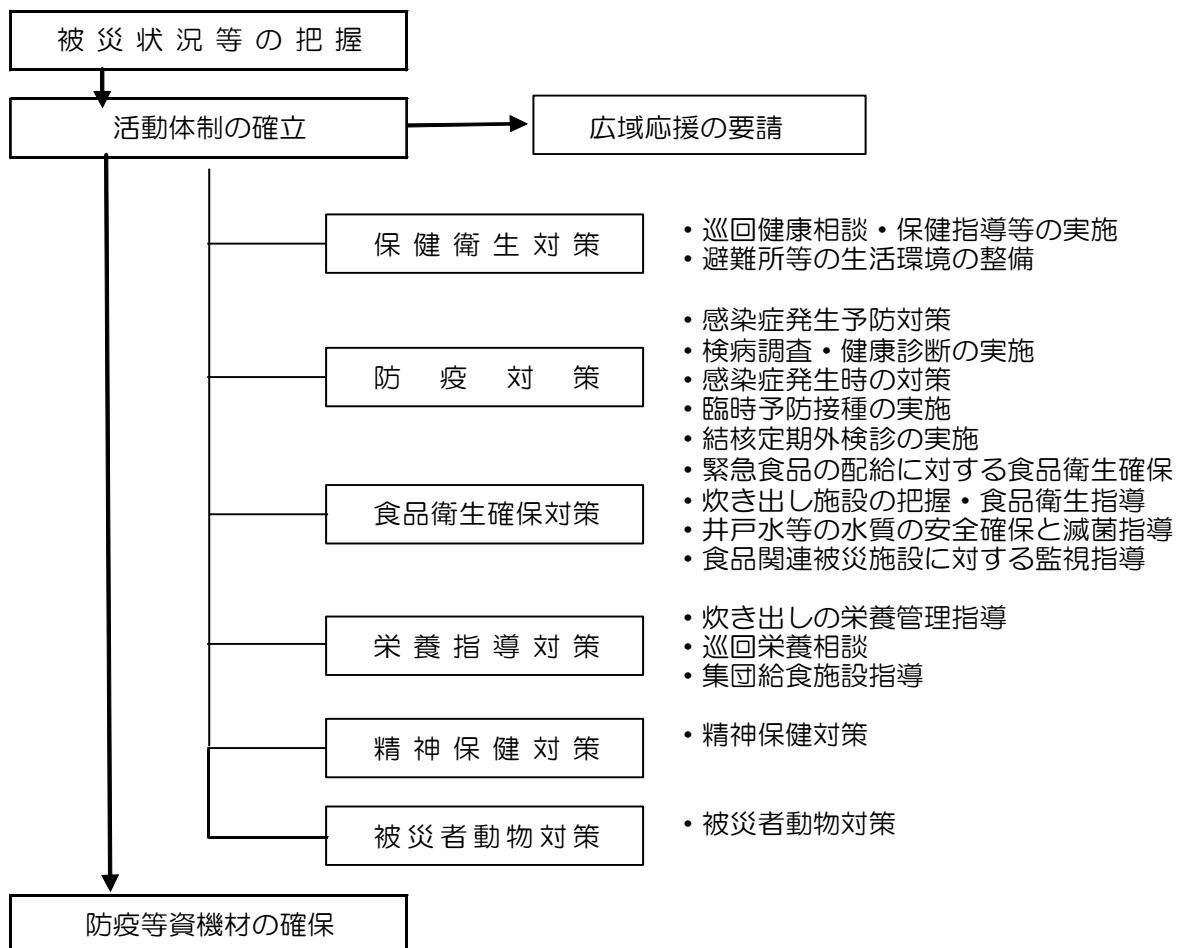 被災状況等の把握
活動体制の確立
広域応援の要請
保健衛生対策
・巡回健康相談・保健指導等の実施
・避難所等の生活環境の整備
防疫対策
・感染症発生予防対策
・検病調査・健康診断の実施
・感染症発生時の対策
・臨時予防接種の実施
・結核定期外検診の実施
食品衛生確保対策
・緊急食品の配給に対する食品衛生確保
・炊き出し施設の把握・食品衛生指導
・井戸水等の水質の安全確保と滅菌指導
・食品関連被災施設に対する監視指導
栄養指導対策
・炊き出しの栄養管理指導
・巡回栄養相談
・集団給食施設指導
精神保健対策
・精神保健対策
被災者動物対策
・被災者動物対策
防疫等資機材の確保